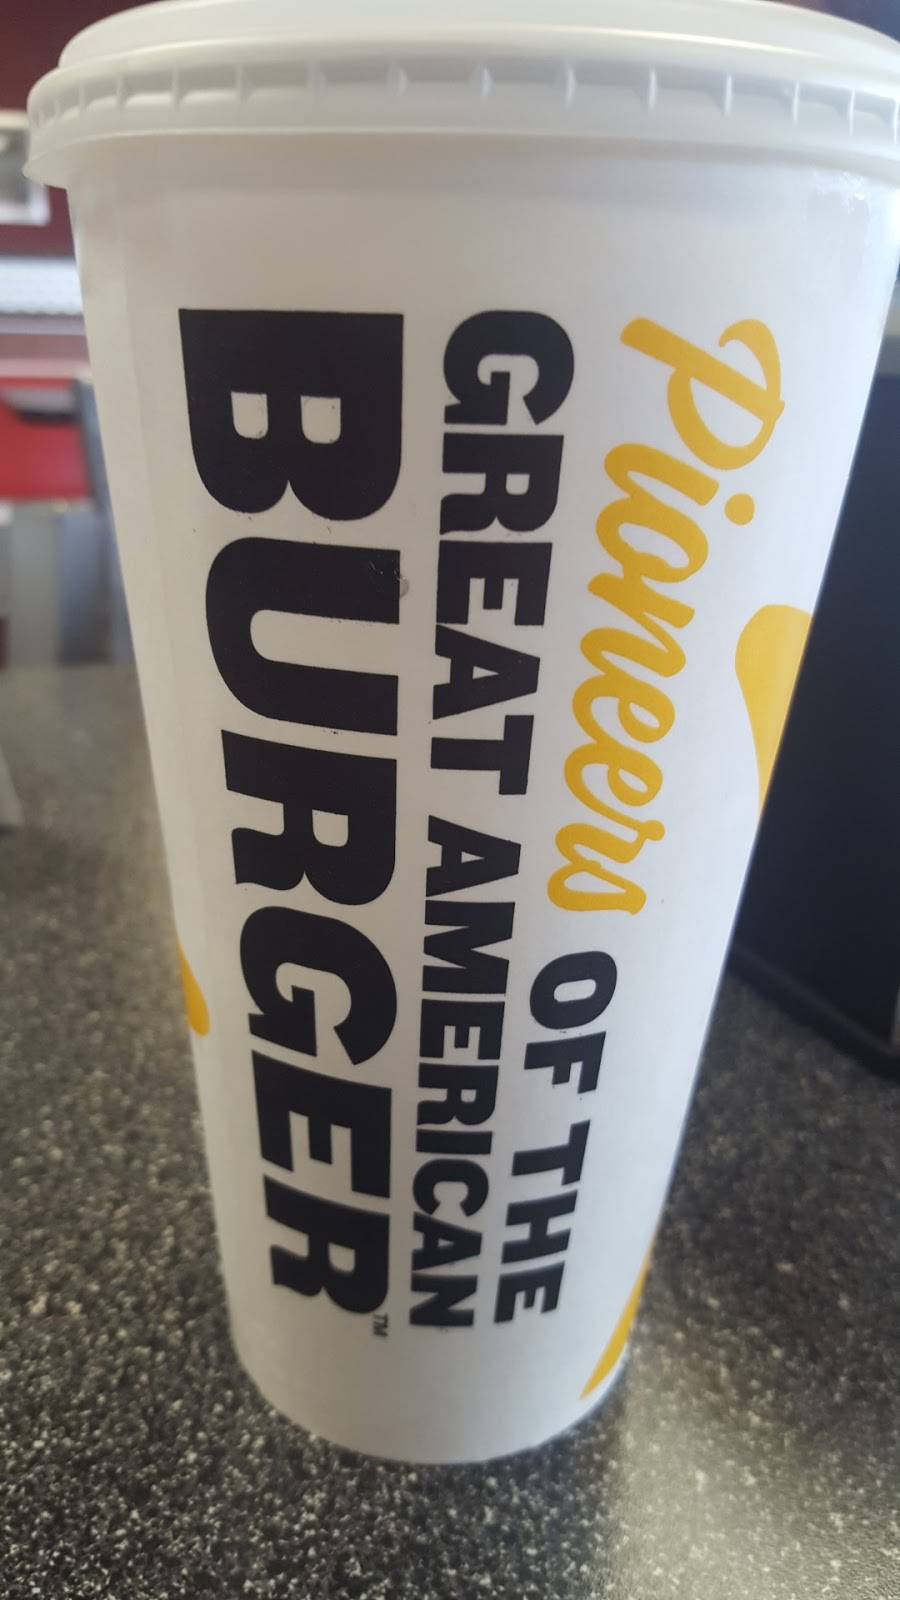 Pioneers OF THE
GREAT AMERICAN
BURGER™